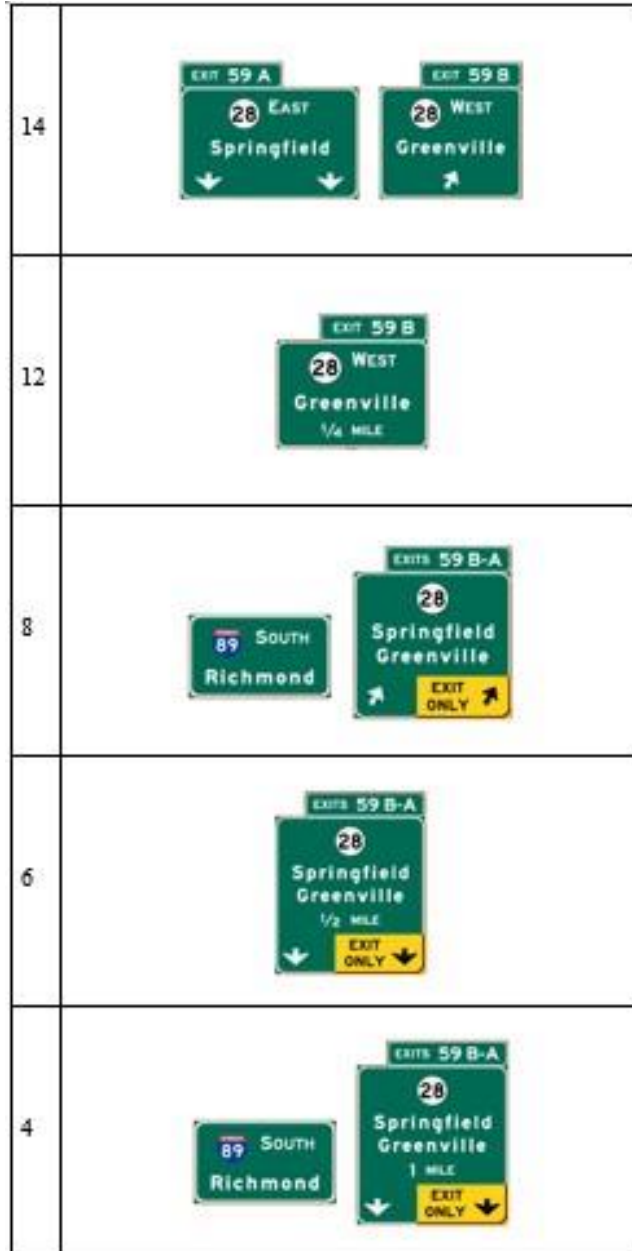 14
EXIT 59 A
28 EAST
Springfield
EXIT 59 B
28 WEST
Greenville
12
EXIT 59 B
28 WEST
Greenville
1/4 MILE
8
89 SOUTH
Richmond
EXITS 59 B-A
28
Springfield
Greenville
EXIT
ONLY
6
EXITS 59 B-A
28
Springfield
Greenville
1/2 MILE
EXIT
ONLY
4
89 SOUTH
Richmond
EXITS 59 B-A
28
Springfield
Greenville
1 MILE
EXIT
ONLY